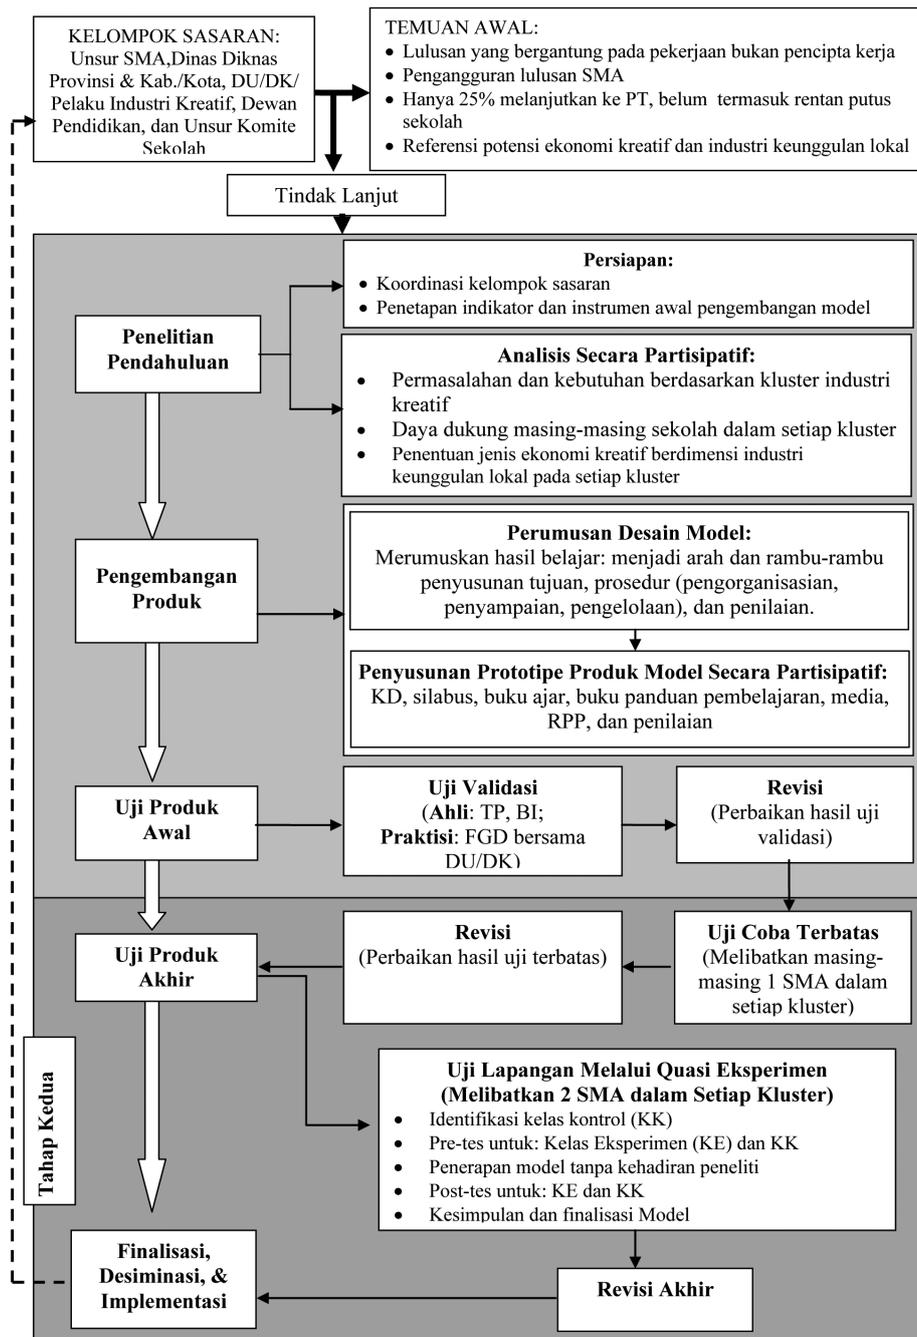 KELOMPOK SASARAN:
Unsur SMA,Dinas Diknas
Provinsi & Kab./Kota, DU/DK/
Pelaku Industri Kreatif, Dewan
Pendidikan, dan Unsur Komite
Sekolah
TEMUAN AWAL:
• Lulusan yang bergantung pada pekerjaan bukan pencipta kerja
• Pengangguran lulusan SMA
• Hanya 25% melanjutkan ke PT, belum termasuk rentan putus
sekolah
• Referensi potensi ekonomi kreatif dan industri keunggulan lokal
Tindak Lanjut
Penelitian
Pendahuluan
Persiapan:
• Koordinasi kelompok sasaran
• Penetapan indikator dan instrumen awal pengembangan model
Analisis Secara Partisipatif:
• Permasalahan dan kebutuhan berdasarkan kluster industri
kreatif
• Daya dukung masing-masing sekolah dalam setiap kluster
• Penentuan jenis ekonomi kreatif berdimensi industri
keunggulan lokal pada setiap kluster
Pengembangan
Produk
Perumusan Desain Model:
Merumuskan hasil belajar: menjadi arah dan rambu-rambu
penyusunan tujuan, prosedur (pengorganisasian,
penyampaian, pengelolaan), dan penilaian.
Penyusunan Prototipe Produk Model Secara Partisipatif:
KD, silabus, buku ajar, buku panduan pembelajaran, media,
RPP, dan penilaian
Uji Produk
Awal
Uji Validasi
(Ahli: TP, BI;
Praktisi: FGD bersama
DU/DK)
Revisi
(Perbaikan hasil uji
validasi)
Uji Produk
Akhir
Revisi
(Perbaikan hasil uji terbatas)
Uji Coba Terbatas
(Melibatkan masing-
masing 1 SMA dalam
setiap kluster)
Tahap Kedua
Uji Lapangan Melalui Quasi Eksperimen
(Melibatkan 2 SMA dalam Setiap Kluster)
• Identifikasi kelas kontrol (KK)
• Pre-tes untuk: Kelas Eksperimen (KE) dan KK
• Penerapan model tanpa kehadiran peneliti
• Post-tes untuk: KE dan KK
• Kesimpulan dan finalisasi Model
Finalisasi,
Desiminasi, &
Implementasi
Revisi Akhir